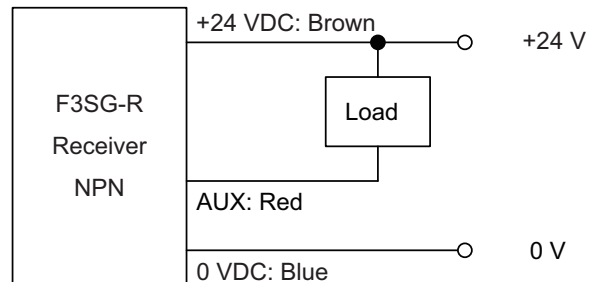 +24 VDC: Brown
+24 V
F3SG-R
Receiver
NPN
Load
AUX: Red
0 V
0 VDC: Blue